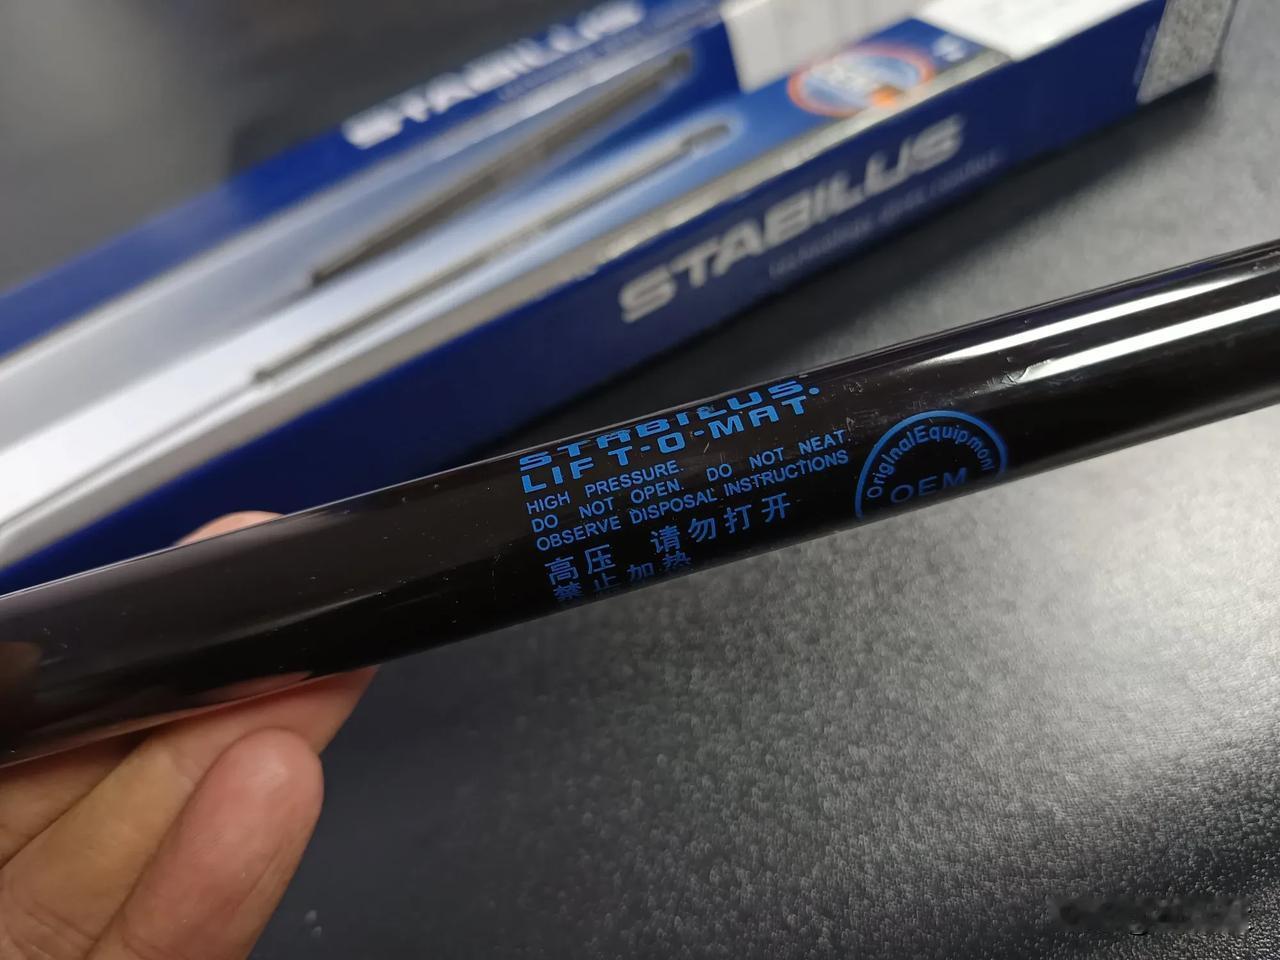 STABILUS
STABILUS
STABILUS.
LIFT-O-MAT
HIGH PRESSURE.
DO NOT OPEN. DO NOT NEAT.
OBSERVE DISPOSAL INSTRUCTIONS
高压 请勿打开
禁止加热
OriginalEquipment
OEM